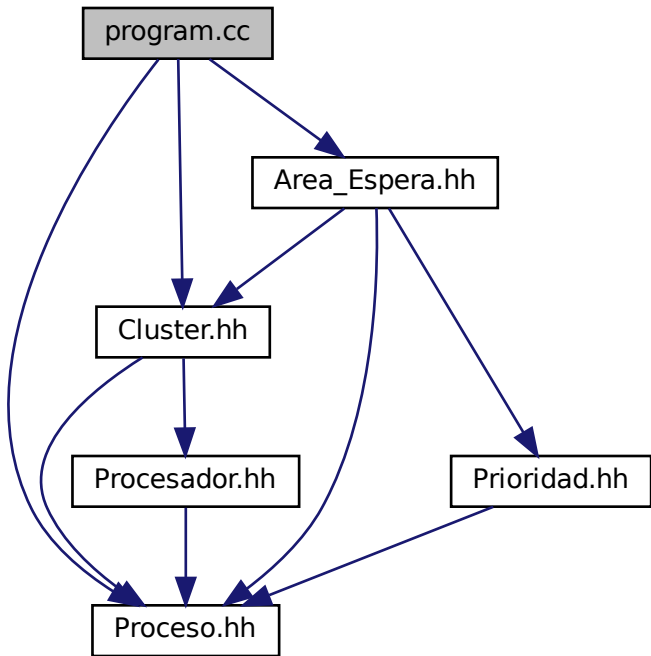 program.cc
Area_Espera.hh
Cluster.hh
Procesador.hh
Prioridad.hh
Proceso.hh